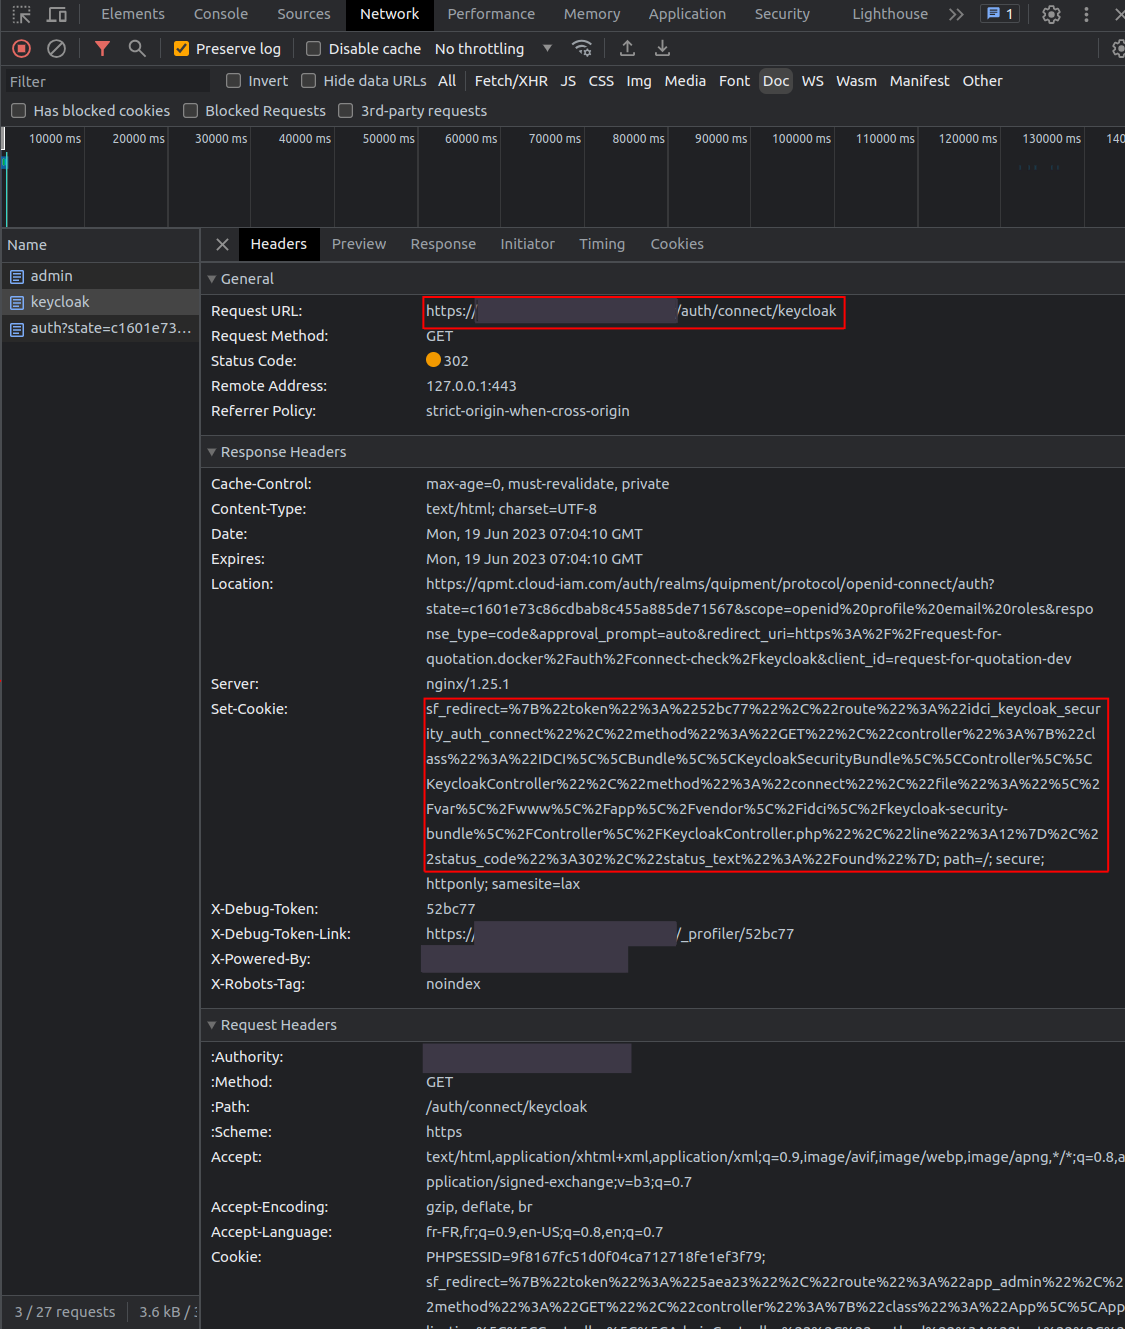 Elements Console Sources Network Performance Memory Application Security Lighthouse 1
Preserve log Disable cache No throttling
Filter Invert Hide data URLs All Fetch/XHR JS CSS Img Media Font Doc WS Wasm Manifest Other
Has blocked cookies Blocked Requests 3rd-party requests
10000 ms 20000 ms 30000 ms 40000 ms 50000 ms 60000 ms 70000 ms 80000 ms 90000 ms 100000 ms 110000 ms 120000 ms 130000 ms 140
Name Headers Preview Response Initiator Timing Cookies
admin
keycloak
auth?state=c1601e73...
General
Request URL: https:// /auth/connect/keycloak
Request Method: GET
Status Code: 302
Remote Address: 127.0.0.1:443
Referrer Policy: strict-origin-when-cross-origin
Response Headers
Cache-Control: max-age=0, must-revalidate, private
Content-Type: text/html; charset=UTF-8
Date: Mon, 19 Jun 2023 07:04:10 GMT
Expires: Mon, 19 Jun 2023 07:04:10 GMT
Location: https://qpmt.cloud-iam.com/auth/realms/quipment/protocol/openid-connect/auth?
state=c1601e73c86cdbab8c455a885de71567&scope=openid%20profile%20email%20roles&respo
nse_type=code&approval_prompt=auto&redirect_uri=https%3A%2F%2Frequest-for-
quotation.docker%2Fauth%2Fconnect-check%2Fkeycloak&client_id=request-for-quotation-dev
Server: nginx/1.25.1
Set-Cookie: sf_redirect=%7B%22token%22%3A%2252bc77%22%2C%22route%22%3A%22idci_keycloak_secur
ity_auth_connect%22%2C%22method%22%3A%22GET%22%2C%22controller%22%3A%7B%22cl
ass%22%3A%22IDCI%5C%5CBundle%5C%5CKeycloakSecurityBundle%5C%5CController%5C%5C
KeycloakController%22%2C%22method%22%3A%22connect%22%2C%22file%22%3A%22%5C%2
Fvar%5C%2Fwww%5C%2Fapp%5C%2Fvendor%5C%2Fidci%5C%2Fkeycloak-security-
bundle%5C%2FController%5C%2FKeycloakController.php%22%2C%22line%22%3A12%7D%2C%2
2status_code%22%3A302%2C%22status_text%22%3A%22Found%22%7D; path=/; secure;
httponly; samesite=lax
X-Debug-Token: 52bc77
X-Debug-Token-Link: https:// /_profiler/52bc77
X-Powered-By:
X-Robots-Tag: noindex
Request Headers
:Authority:
:Method: GET
:Path: /auth/connect/keycloak
:Scheme: https
Accept: text/html,application/xhtml+xml,application/xml;q=0.9,image/avif,image/webp,image/apng,*/*;q=0.8,a
pplication/signed-exchange;v=b3;q=0.7
Accept-Encoding: gzip, deflate, br
Accept-Language: fr-FR,fr;q=0.9,en-US;q=0.8,en;q=0.7
Cookie: PHPSESSID=9f8167fc51d0f04ca712718fe1ef3f79;
sf_redirect=%7B%22token%22%3A%225aea23%22%2C%22route%22%3A%22app_admin%22%2C%2
2method%22%3A%22GET%22%2C%22controller%22%3A%7B%22class%22%3A%22App%5C%5CApp
3 / 27 requests 3.6 kB /